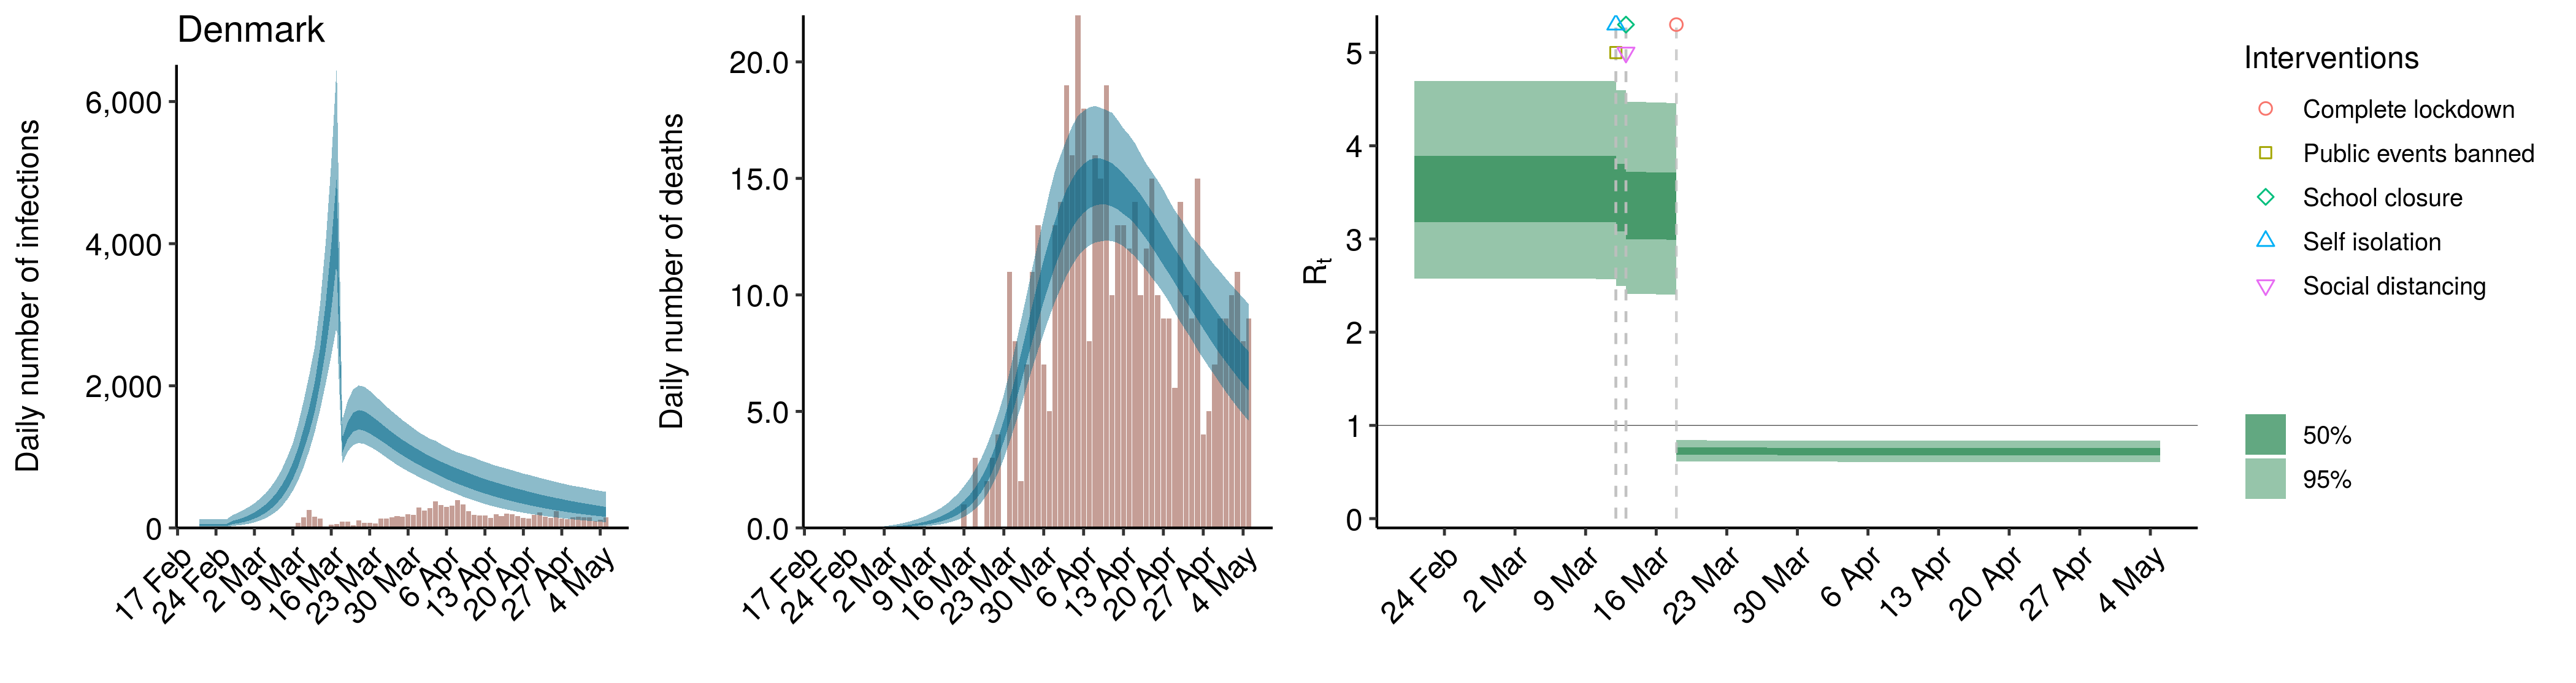 Denmark
Daily number of infections
6,000
4,000
2,000
0
17 Feb
24 Feb
2 Mar
9 Mar
16 Mar
23 Mar
30 Mar
6 Apr
13 Apr
20 Apr
27 Apr
4 May
Daily number of deaths
20.0
15.0
10.0
5.0
0.0
17 Feb
24 Feb
2 Mar
9 Mar
16 Mar
23 Mar
30 Mar
6 Apr
13 Apr
20 Apr
27 Apr
4 May
Rt
5
4
3
2
1
0
24 Feb
2 Mar
9 Mar
16 Mar
23 Mar
30 Mar
6 Apr
13 Apr
20 Apr
27 Apr
4 May
Interventions
Complete lockdown
Public events banned
School closure
Self isolation
Social distancing
50%
95%